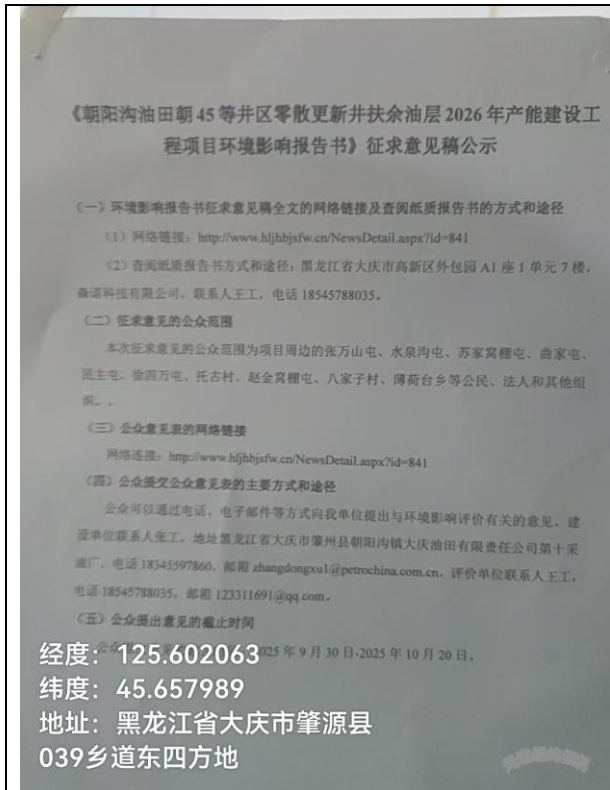 《朝阳沟油田朝45等井区零散更新井扶余油层2026年产能建设工
程项目环境影响报告书》征求意见稿公示
（一）环境影响报告书征求意见稿全文的网络链接及查阅纸质报告书的方式和途径
（1）网络链接：http://www.hljhbjsfw.cn/NewsDetail.aspx?id=841
（2）查阅纸质报告书方式和途径：黑龙江省大庆市高新区外包园A1座1单元7楼，
森诺科技有限公司，联系人王工，电话18545788035。
（二）征求意见的公众范围
本次征求意见的公众范围为项目周边的张万山屯、水泉沟屯、苏家窝棚屯、曲家屯、
民主屯、徐四万屯、托古村、赵金窝棚屯、八家子村、薄荷台乡等公民、法人和其他组
织。。
（三）公众意见表的网络链接
网络连接：http://www.hljhbjsfw.cn/NewsDetail.aspx?id=841
（四）公众提交公众意见表的主要方式和途径
公众可以通过电话、电子邮件等方式向我单位提出与环境影响评价有关的意见。建
设单位联系人张工，地址黑龙江省大庆市肇州县朝阳沟镇大庆油田有限责任公司第十采
油厂，电话18345597860，邮箱zhangdongxu1@petrochina.com.cn。评价单位联系人王工，
电话18545788035，邮箱123311691@qq.com。
（五）公众提出意见的截止时间
公众 2025年9月30日-2025年10月20日。
经度：125.602063
纬度：45.657989
地址：黑龙江省大庆市肇源县
039乡道东四方地